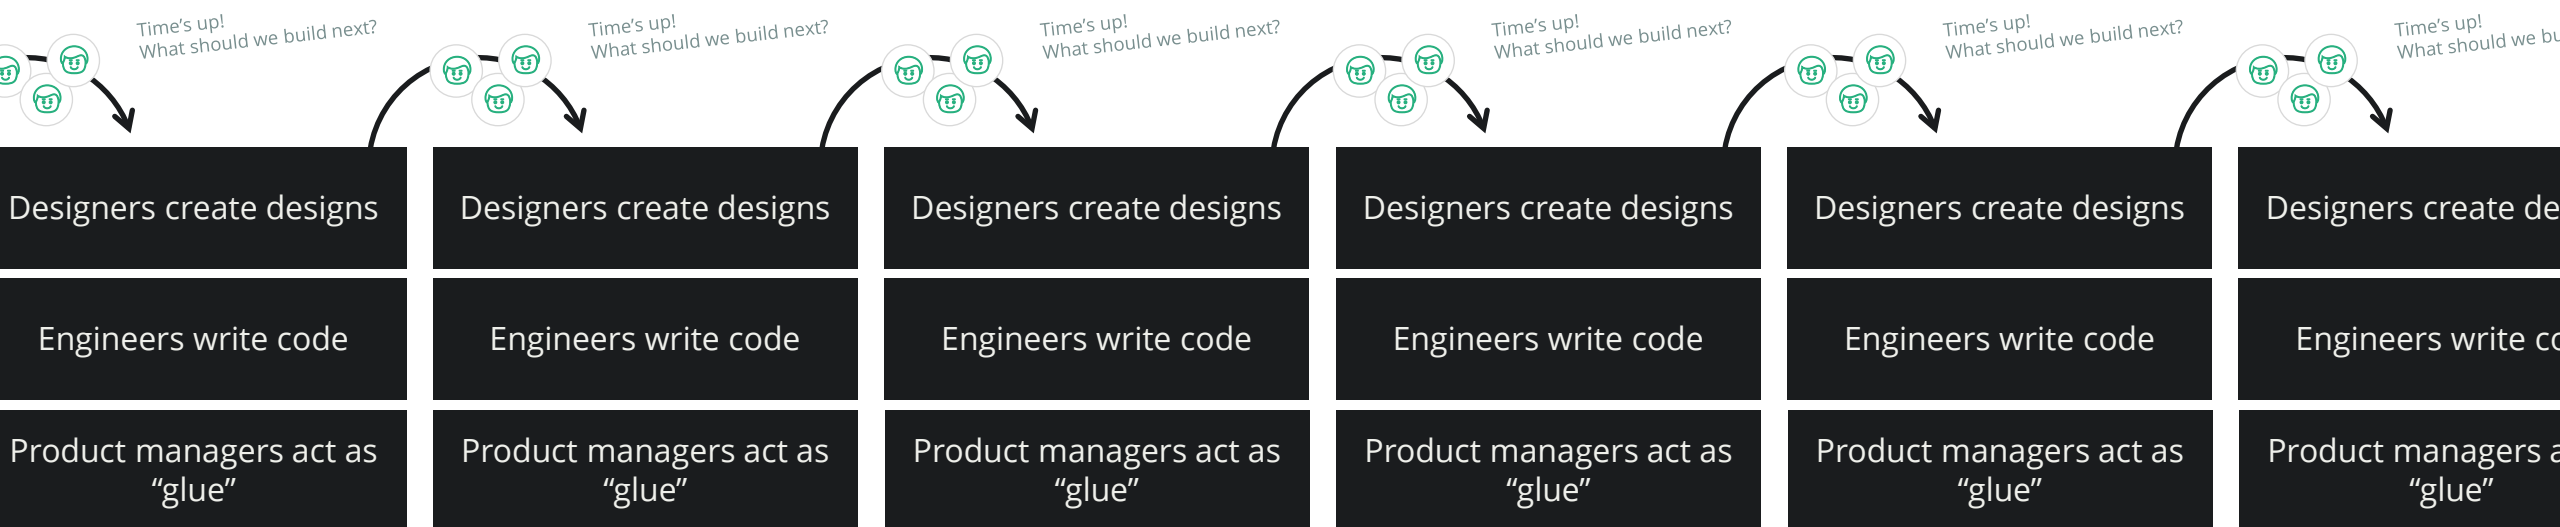 Time’s up!
What should we build next?
Time’s up!
What should we build next?
Time’s up!
What should we build next?
Time’s up!
What should we build next?
Time’s up!
What should we build next?
Time’s up!
What should we bu
Designers create designs
Designers create designs
Designers create designs
Designers create designs
Designers create designs
Designers create de
Engineers write code
Engineers write code
Engineers write code
Engineers write code
Engineers write code
Engineers write co
Product managers act as
“glue”
Product managers act as
“glue”
Product managers act as
“glue”
Product managers act as
“glue”
Product managers act as
“glue”
Product managers a
“glue”